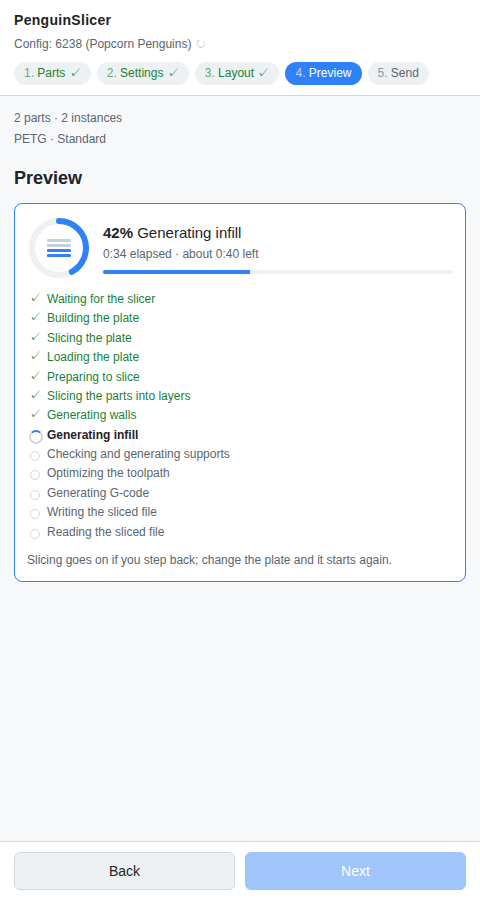 PenguinSlicer
Config: 6238 (Popcorn Penguins)
1. Parts ✓ 2. Settings ✓ 3. Layout ✓ 4. Preview 5. Send
2 parts · 2 instances
PETG · Standard
Preview
42% Generating infill
0:34 elapsed · about 0:40 left
✓ Waiting for the slicer
✓ Building the plate
✓ Slicing the plate
✓ Loading the plate
✓ Preparing to slice
✓ Slicing the parts into layers
✓ Generating walls
Generating infill
Checking and generating supports
Optimizing the toolpath
Generating G-code
Writing the sliced file
Reading the sliced file
Slicing goes on if you step back; change the plate and it starts again.
Back Next